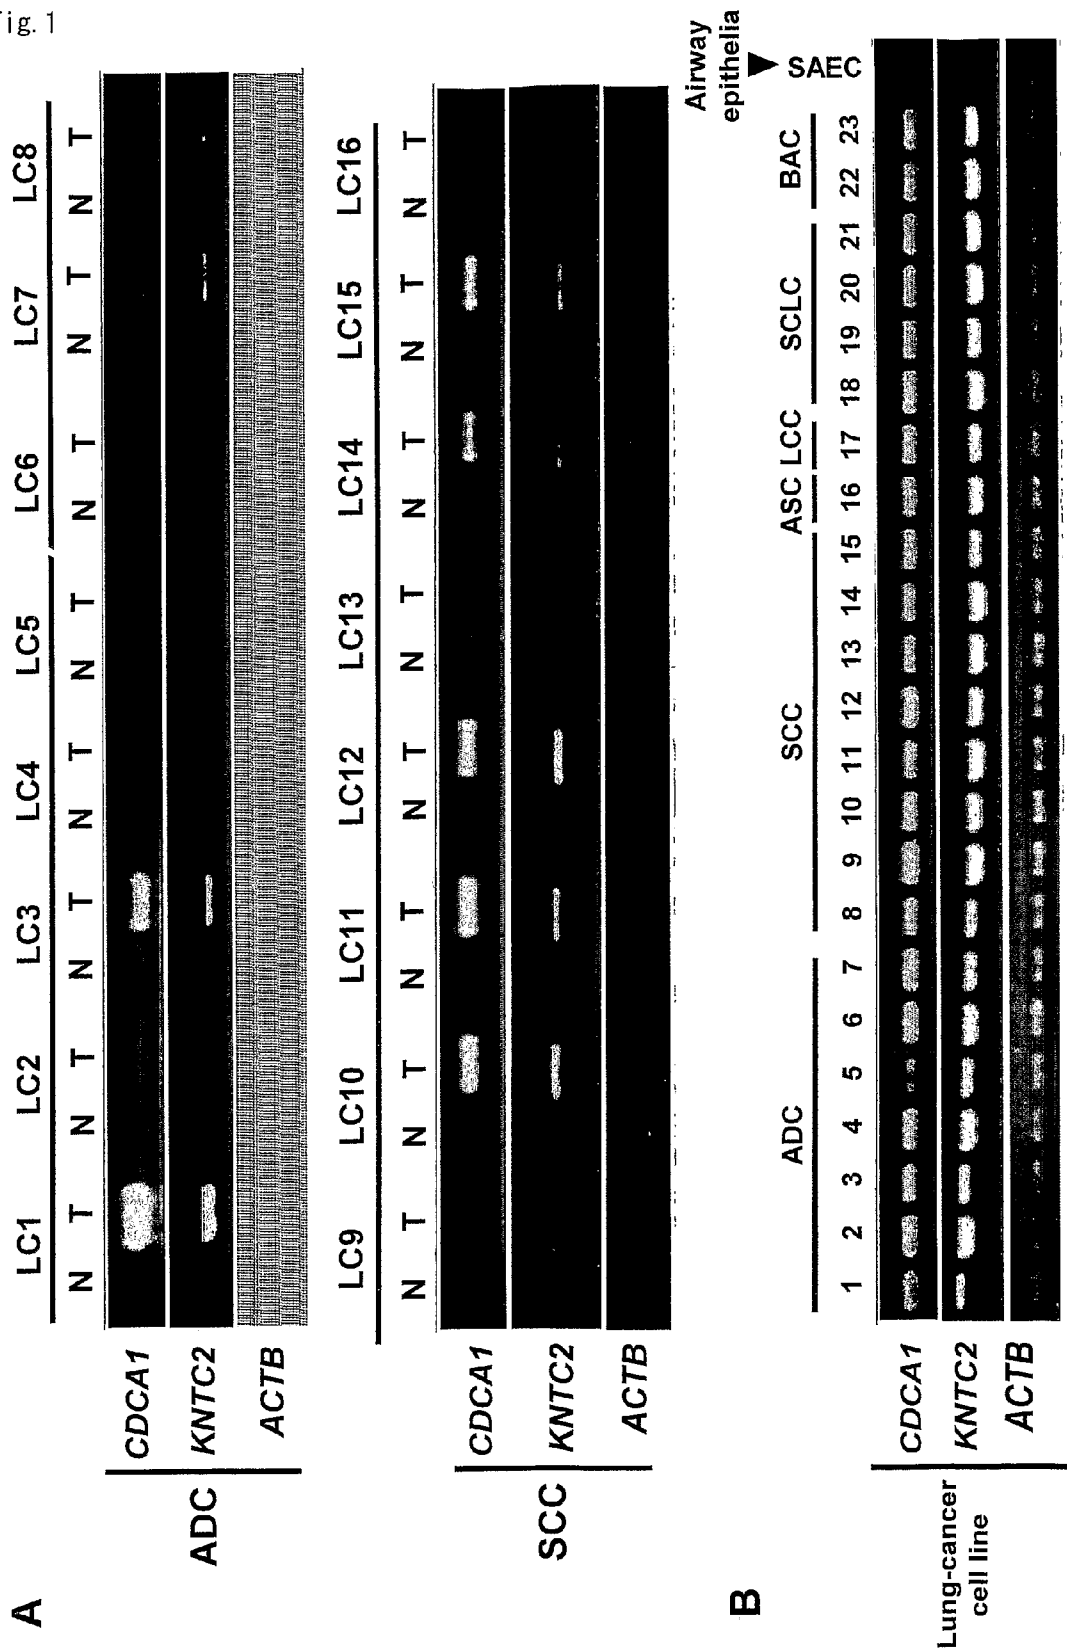 Fig. 1
A
LC1 LC2 LC3 LC4 LC5 LC6 LC7 LC8
N T N T N T N T N T N T N T N T
ADC
CDCA1
KNTC2
ACTB
LC9 LC10 LC11 LC12 LC13 LC14 LC15 LC16
N T N T N T N T N T N T N T N T
SCC
CDCA1
KNTC2
ACTB
B
Airway
epithelia
ADC SCC ASC LCC SCLC BAC
1 2 3 4 5 6 7 8 9 10 11 12 13 14 15 16 17 18 19 20 21 22 23 SAEC
Lung-cancer
cell line
CDCA1
KNTC2
ACTB